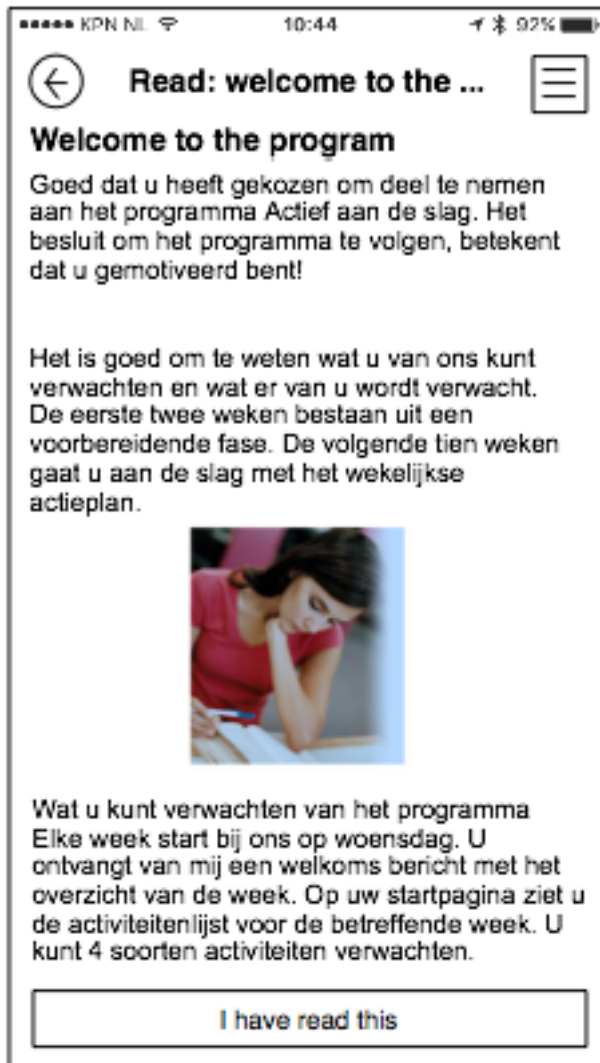 KPN NL 10:44 92%
Read: welcome to the ...
Welcome to the program
Goed dat u heeft gekozen om deel te nemen
aan het programma Actief aan de slag. Het
besluit om het programma te volgen, betekent
dat u gemotiveerd bent!
Het is goed om te weten wat u van ons kunt
verwachten en wat er van u wordt verwacht.
De eerste twee weken bestaan uit een
voorbereidende fase. De volgende tien weken
gaat u aan de slag met het wekelijkse
actieplan.
Wat u kunt verwachten van het programma
Elke week start bij ons op woensdag. U
ontvangt van mij een welkoms bericht met het
overzicht van de week. Op uw startpagina ziet u
de activiteitenlijst voor de betreffende week. U
kunt 4 soorten activiteiten verwachten.
I have read this